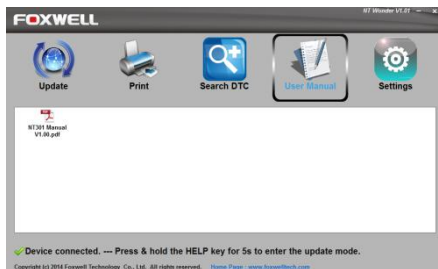 FOXWELL
NT Wonder V1.01
Update
Print
Search DTC
User Manual
Settings
NT301 Manual
V1.00.pdf
Device connected. --- Press & hold the HELP key for 5s to enter the update mode.
Copyright (c) 2014 Foxwell Technology Co., Ltd. All rights reserved. Home Page : www.foxwelltech.com